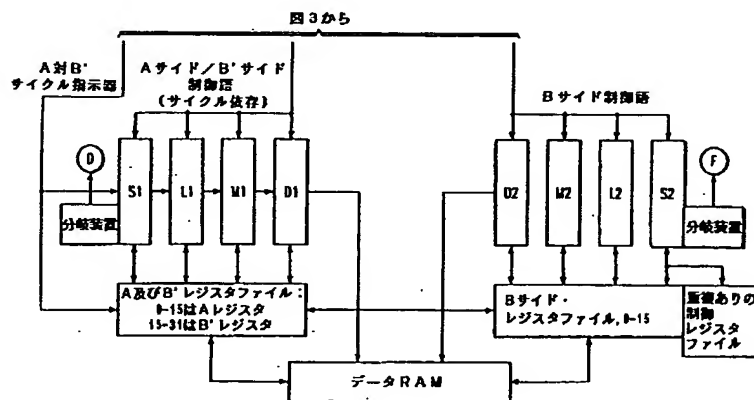 図3から
A対B'
サイクル指示器
Aサイド/B'サイド
制御語
(サイクル依存)
Bサイド制御語
D
F
S1
L1
M1
D1
D2
M2
L2
S2
分岐装置
分岐装置
A及びB'レジスタファイル:
0-15はAレジスタ
15-31はB'レジスタ
Bサイド・
レジスタファイル,0-15
重複ありの
制御
レジスタ
ファイル
データRAM